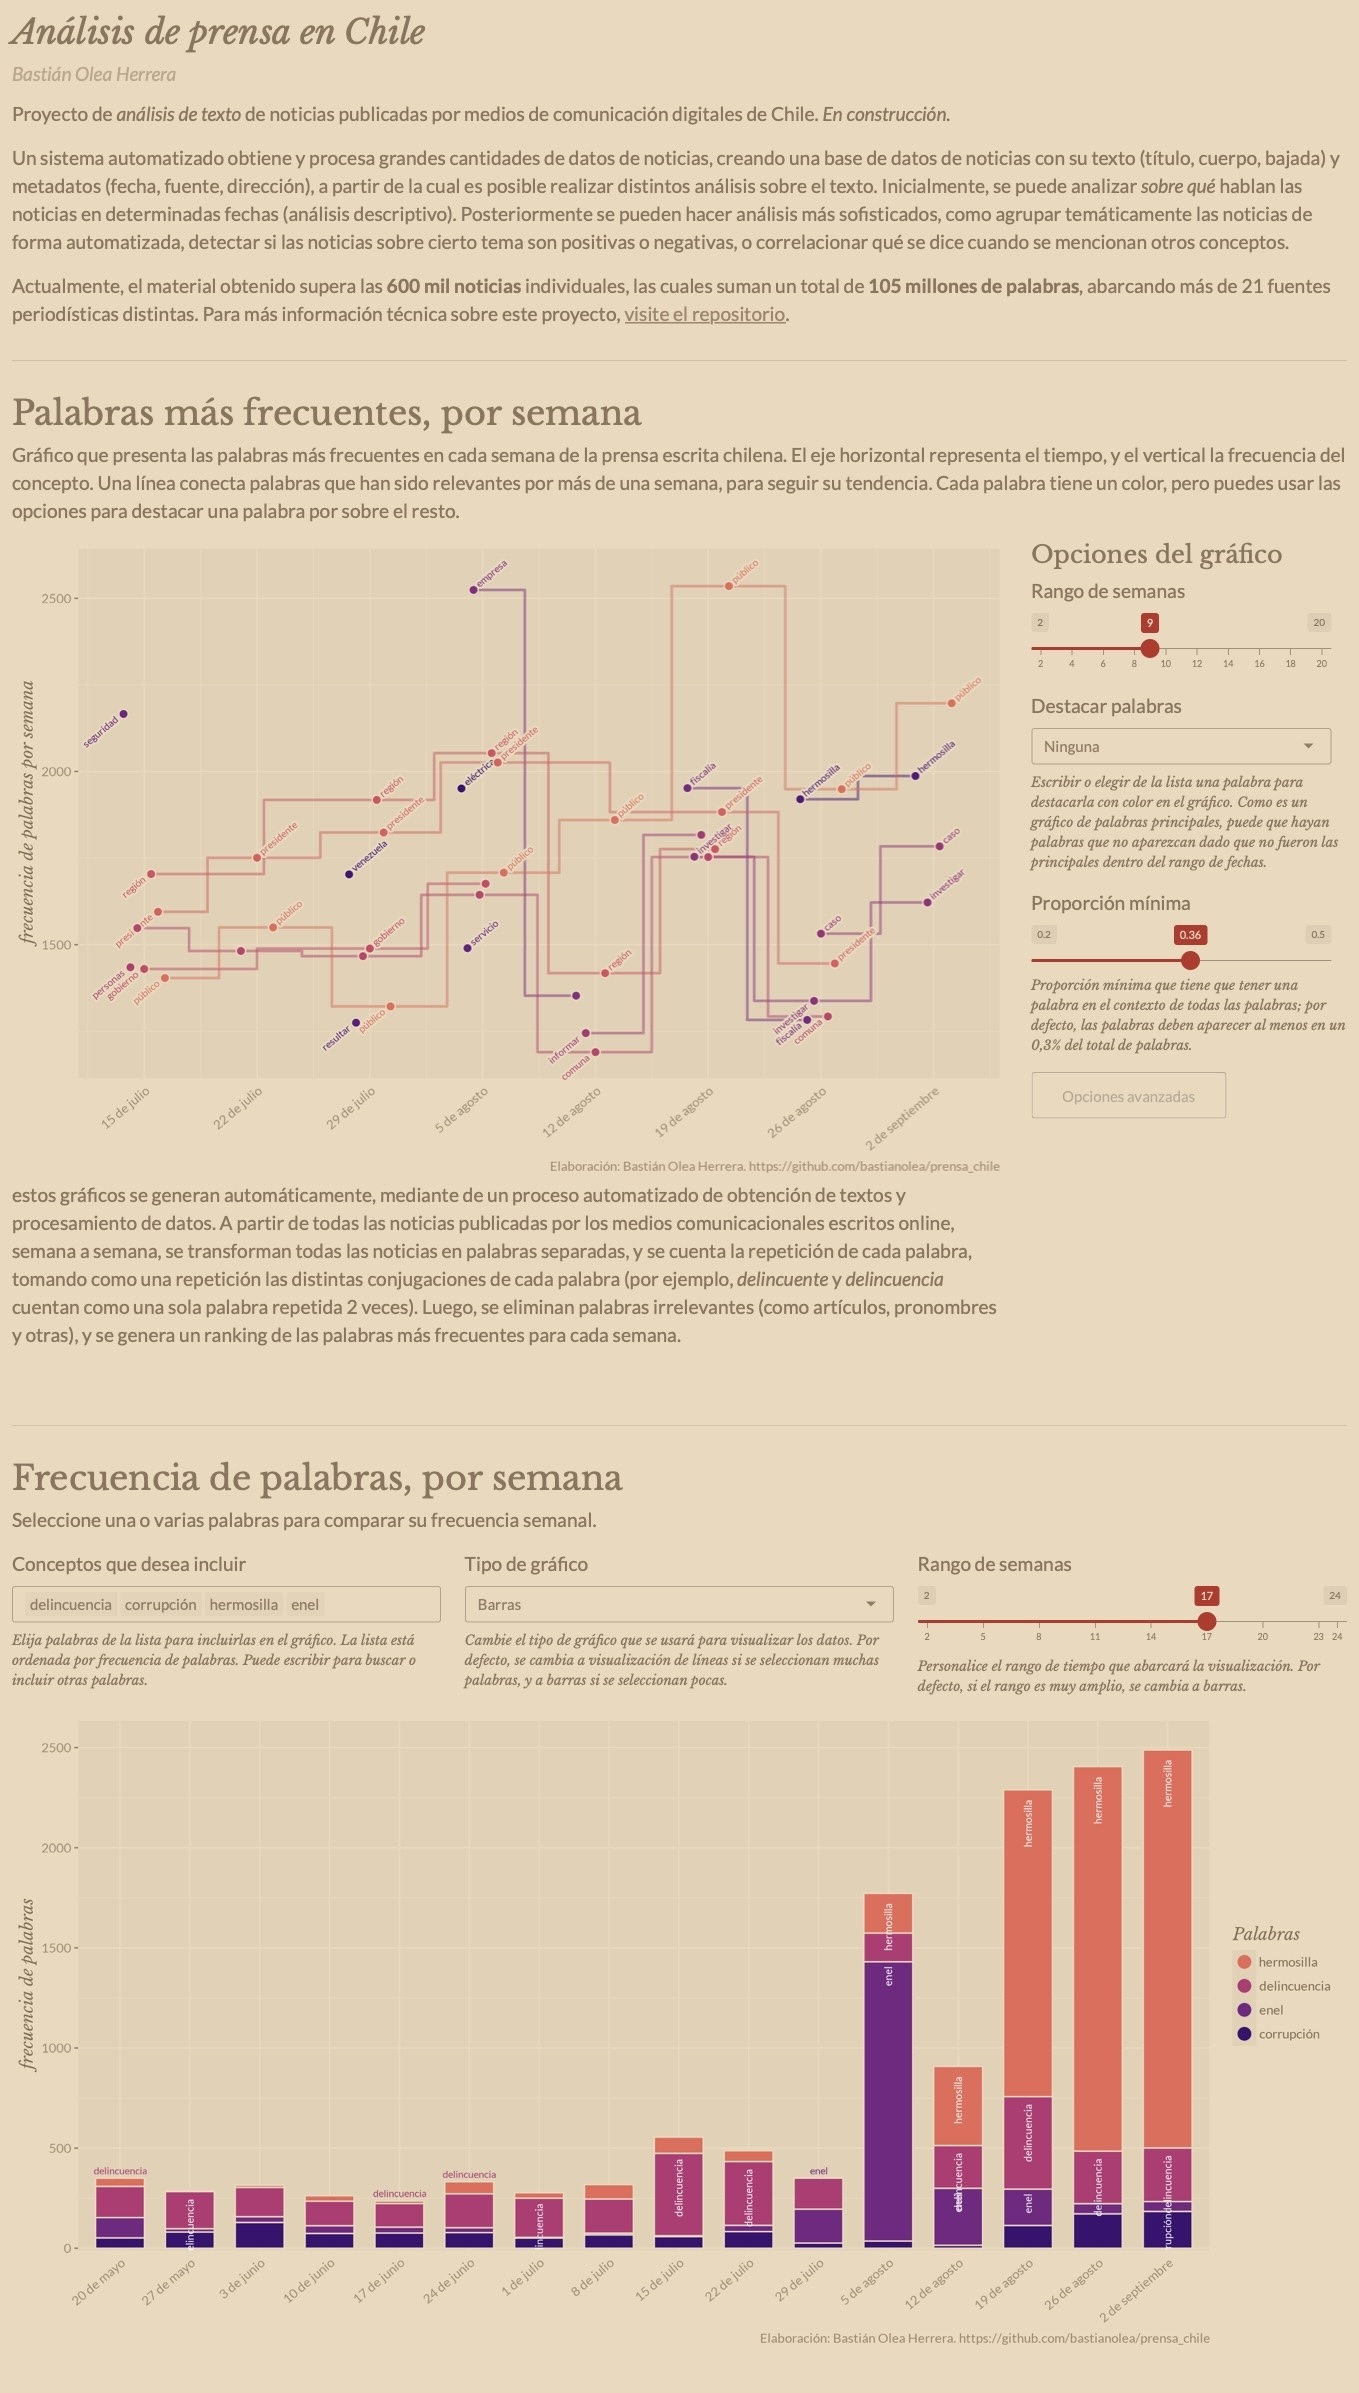 Análisis de prensa en Chile
Bastián Olea Herrera
Proyecto de análisis de texto de noticias publicadas por medios de comunicación digitales de Chile. En construcción.
Un sistema automatizado obtiene y procesa grandes cantidades de datos de noticias, creando una base de datos de noticias con su texto (título, cuerpo, bajada) y
metadatos (fecha, fuente, dirección), a partir de la cual es posible realizar distintos análisis sobre el texto. Inicialmente, se puede analizar sobre qué hablan las
noticias en determinadas fechas (análisis descriptivo). Posteriormente se pueden hacer análisis más sofisticados, como agrupar temáticamente las noticias de
forma automatizada, detectar si las noticias sobre cierto tema son positivas o negativas, o correlacionar qué se dice cuando se mencionan otros conceptos.
Actualmente, el material obtenido supera las 600 mil noticias individuales, las cuales suman un total de 105 millones de palabras, abarcando más de 21 fuentes
periodísticas distintas. Para más información técnica sobre este proyecto, visite el repositorio.
Palabras más frecuentes, por semana
Gráfico que presenta las palabras más frecuentes en cada semana de la prensa escrita chilena. El eje horizontal representa el tiempo, y el vertical la frecuencia del
concepto. Una línea conecta palabras que han sido relevantes por más de una semana, para seguir su tendencia. Cada palabra tiene un color, pero puedes usar las
opciones para destacar una palabra por sobre el resto.
frecuencia de palabras por semana
2500
2000
1500
seguridad
región
presidente
personas
gobierno
público
presidente
público
región
presidente
venezuela
gobierno
resultar
público
empresa
región
presidente
eléctrica
público
servicio
público
región
informar
comuna
público
fiscalía
presidente
investigar
región
hermosilla
público
caso
presidente
investigar
fiscalía
comuna
público
hermosilla
caso
investigar
15 de julio
22 de julio
29 de julio
5 de agosto
12 de agosto
19 de agosto
26 de agosto
2 de septiembre
Elaboración: Bastián Olea Herrera. https://github.com/bastianolea/prensa_chile
Opciones del gráfico
Rango de semanas
2 9 20
2 4 6 8 10 12 14 16 18 20
Destacar palabras
Ninguna
Escribir o elegir de la lista una palabra para
destacarla con color en el gráfico. Como es un
gráfico de palabras principales, puede que hayan
palabras que no aparezcan dado que no fueron las
principales dentro del rango de fechas.
Proporción mínima
0.2 0.36 0.5
Proporción mínima que tiene que tener una
palabra en el contexto de todas las palabras; por
defecto, las palabras deben aparecer al menos en un
0,3% del total de palabras.
Opciones avanzadas
estos gráficos se generan automáticamente, mediante de un proceso automatizado de obtención de textos y
procesamiento de datos. A partir de todas las noticias publicadas por los medios comunicacionales escritos online,
semana a semana, se transforman todas las noticias en palabras separadas, y se cuenta la repetición de cada palabra,
tomando como una repetición las distintas conjugaciones de cada palabra (por ejemplo, delincuente y delincuencia
cuentan como una sola palabra repetida 2 veces). Luego, se eliminan palabras irrelevantes (como artículos, pronombres
y otras), y se genera un ranking de las palabras más frecuentes para cada semana.
Frecuencia de palabras, por semana
Seleccione una o varias palabras para comparar su frecuencia semanal.
Conceptos que desea incluir
delincuencia corrupción hermosilla enel
Elija palabras de la lista para incluirlas en el gráfico. La lista está
ordenada por frecuencia de palabras. Puede escribir para buscar o
incluir otras palabras.
Tipo de gráfico
Barras
Cambie el tipo de gráfico que se usará para visualizar los datos. Por
defecto, se cambia a visualización de líneas si se seleccionan muchas
palabras, y a barras si se seleccionan pocas.
Rango de semanas
2 17 24
2 5 8 11 14 17 20 23 24
Personalice el rango de tiempo que abarcará la visualización. Por
defecto, si el rango es muy amplio, se cambia a barras.
frecuencia de palabras
2500
2000
1500
1000
500
0
delincuencia
elincuencia
delincuencia
delincuencia
incuencia
delincuencia
delincuencia
enel
hermosilla
enel
hermosilla
delincuencia
hermosilla
delincuencia
enel
hermosilla
delincuencia
hermosilla
delincuencia
rupción
20 de mayo
27 de mayo
3 de junio
10 de junio
17 de junio
24 de junio
1 de julio
8 de julio
15 de julio
22 de julio
29 de julio
5 de agosto
12 de agosto
19 de agosto
26 de agosto
2 de septiembre
Palabras
hermosilla
delincuencia
enel
corrupción
Elaboración: Bastián Olea Herrera. https://github.com/bastianolea/prensa_chile